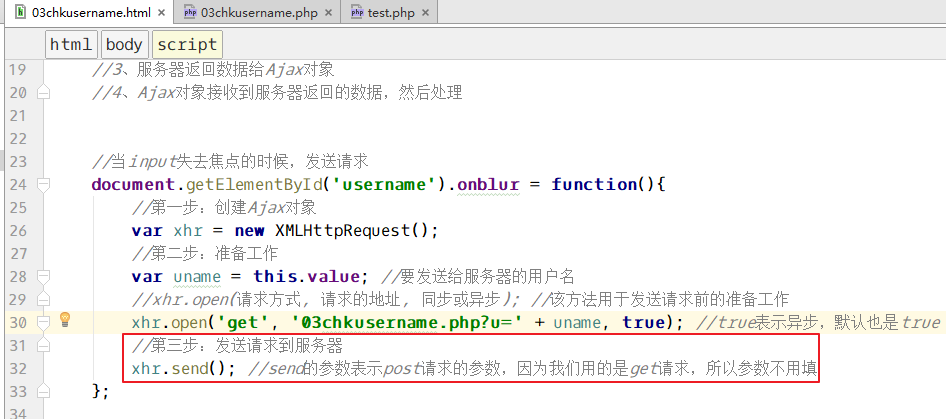 03chkusername.html 03chkusername.php test.php
html body script
19 //3、服务器返回数据给Ajax对象
20 //4、Ajax对象接收到服务器返回的数据，然后处理
21
22
23 //当input失去焦点的时候，发送请求
24 document.getElementById('username').onblur = function(){
25 //第一步：创建Ajax对象
26 var xhr = new XMLHttpRequest();
27 //第二步：准备工作
28 var uname = this.value; //要发送给服务器的用户名
29 //xhr.open(请求方式, 请求的地址, 同步或异步); //该方法用于发送请求前的准备工作
30 xhr.open('get', '03chkusername.php?u=' + uname, true); //true表示异步，默认也是true
31 //第三步：发送请求到服务器
32 xhr.send(); //send的参数表示post请求的参数，因为我们用的是get请求，所以参数不用填
33 };
34